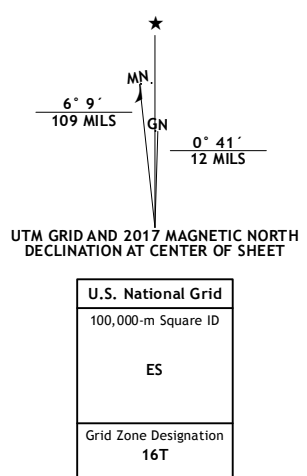 ★
MN.
6° 9´
109 MILS
GN
0° 41´
12 MILS
UTM GRID AND 2017 MAGNETIC NORTH
DECLINATION AT CENTER OF SHEET
U.S. National Grid
100,000-m Square ID
ES
Grid Zone Designation
16T